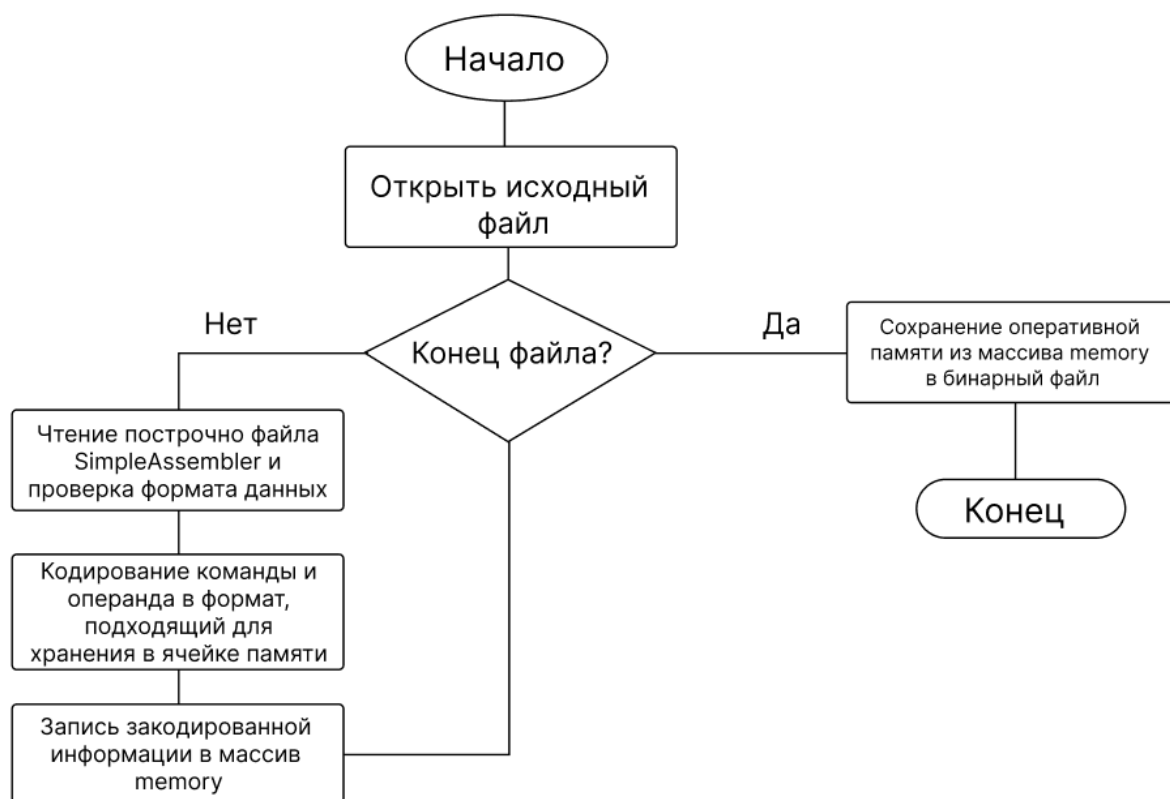 Начало
Открыть исходный
файл
Конец файла?
Нет
Да
Чтение построчно файла
SimpleAssembler и
проверка формата данных
Кодирование команды и
операнда в формат,
подходящий для
хранения в ячейке памяти
Запись закодированной
информации в массив
memory
Сохранение оперативной
памяти из массива memory
в бинарный файл
Конец